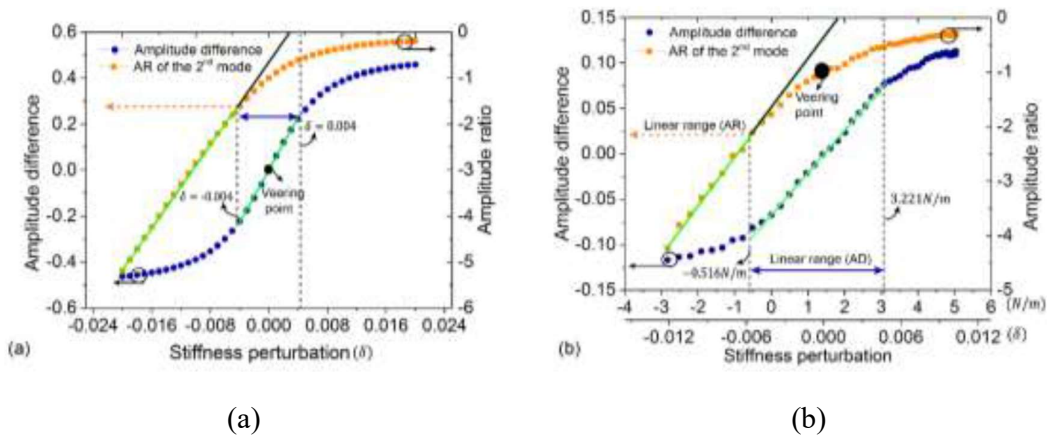 0.6
0.4
0.2
0.0
-0.2
-0.4
-0.6
Amplitude difference
Amplitude difference
AR of the 2nd mode
δ = 0.004
δ = -0.004
Veering
point
0
-1
-2
-3
-4
-5
-6
Amplitude ratio
-0.024 -0.016 -0.008 0.000 0.008 0.016 0.024
(a) Stiffness perturbation (δ)
(a)
0.15
0.10
0.05
0.00
-0.05
-0.10
-0.15
Amplitude difference
Amplitude difference
AR of the 2nd mode
Veering
point
Linear range (AR)
3.221N/m
-0.516N/m
Linear range (AD)
0
-1
-2
-3
-4
-5
Amplitude ratio
-4 -3 -2 0 2 3 4 5 6 (N/m)
-0.012 -0.006 0.000 0.006 0.012 (δ)
(b) Stiffness perturbation
(b)